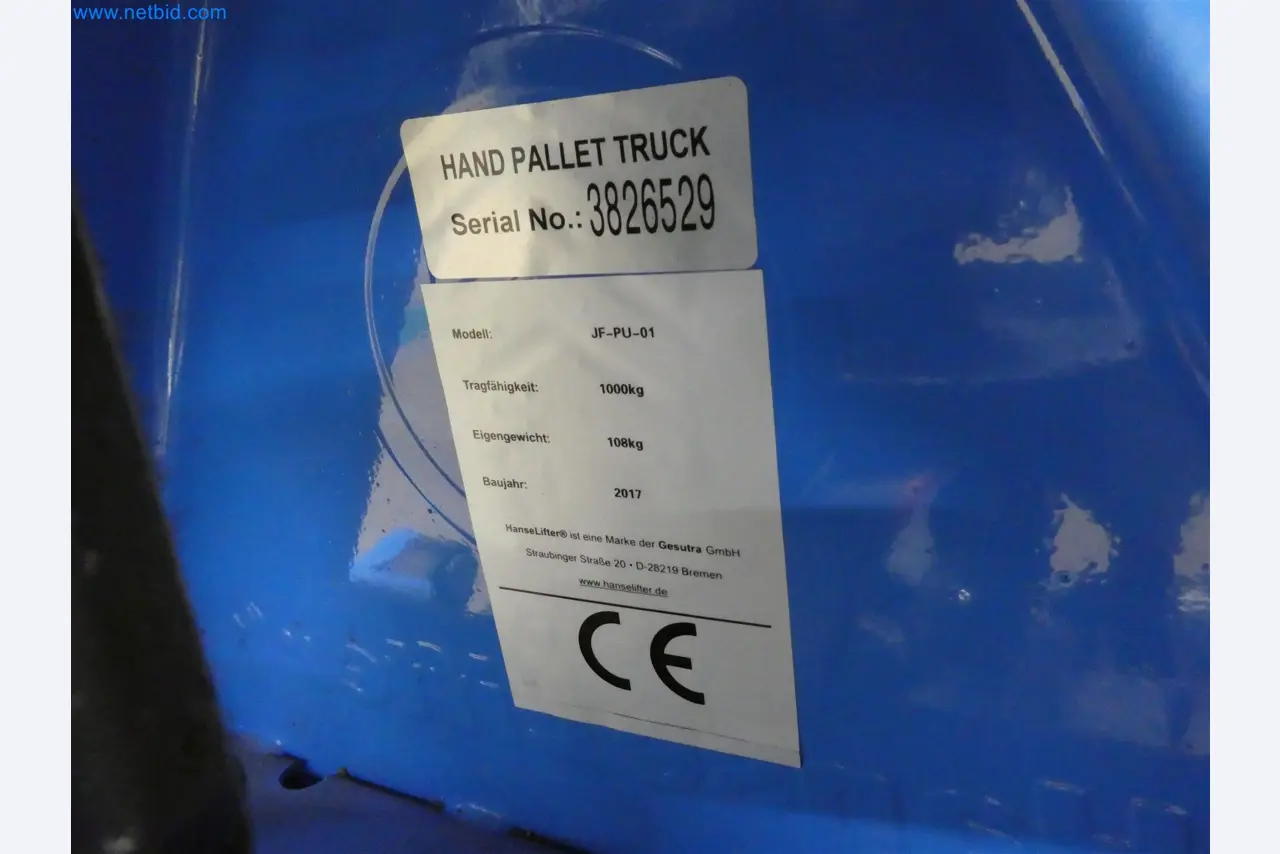 www.netbid.com
HAND PALLET TRUCK
Serial No.: 3826529
Modell: JF-PU-01
Tragfähigkeit: 1000kg
Eigengewicht: 108kg
Baujahr: 2017
HanseLifter® ist eine Marke der Gesutra GmbH
Straubinger Straße 20 • D-28219 Bremen
www.hanselifter.de
CE